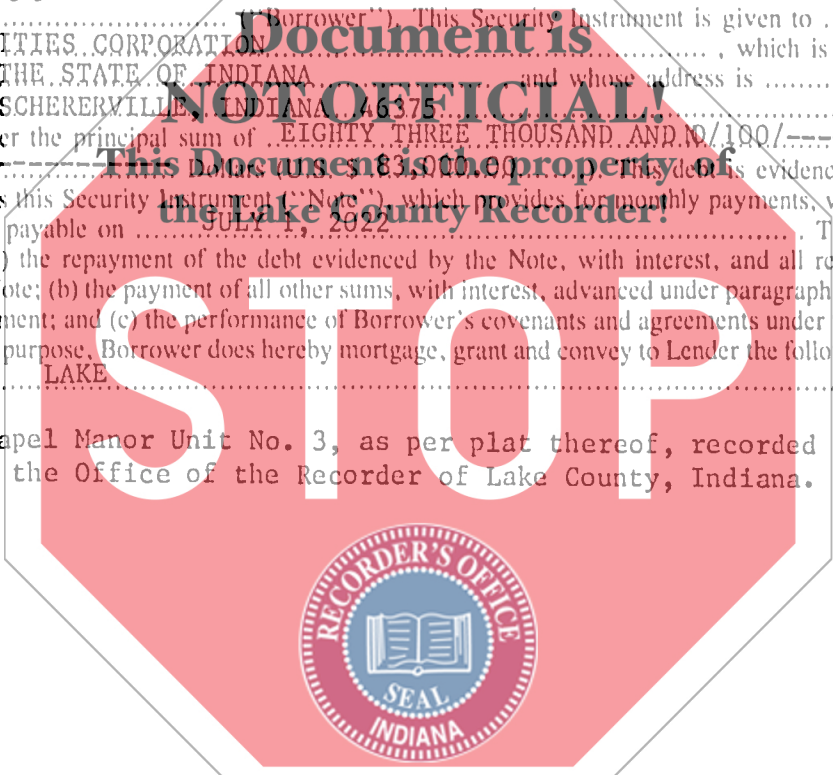 ("Borrower"). This Security Instrument is given to
ITIES CORPORATION , which is
THE STATE OF INDIANA and whose address is
SCHERERVILLE, INDIANA 46375
er the principal sum of EIGHTY THREE THOUSAND AND NO/100/----
Dollars (U.S. $ 83,000.00 ). This debt is evidenc
s this Security Instrument ("Note"), which provides for monthly payments, w
payable on JULY 1, 2022 . T
) the repayment of the debt evidenced by the Note, with interest, and all re
ote; (b) the payment of all other sums, with interest, advanced under paragraph
ment; and (c) the performance of Borrower's covenants and agreements under
purpose, Borrower does hereby mortgage, grant and convey to Lender the follo
LAKE
apel Manor Unit No. 3, as per plat thereof, recorded
the Office of the Recorder of Lake County, Indiana.
Document is
NOT OFFICIAL!
This Document is the property of
the Lake County Recorder!
STOP
RECORDER'S OFFICE
SEAL
INDIANA